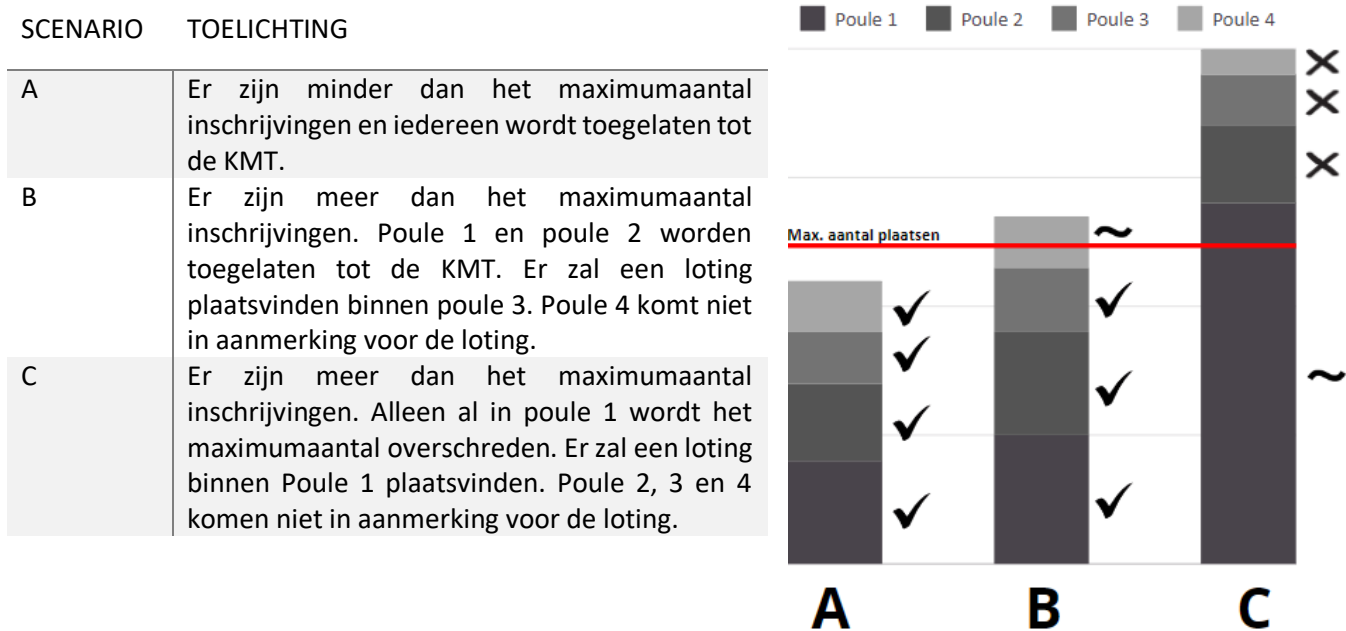 SCENARIO TOELICHTING
A Er zijn minder dan het maximumaantal
inschrijvingen en iedereen wordt toegelaten tot
de KMT.
B Er zijn meer dan het maximumaantal
inschrijvingen. Poule 1 en poule 2 worden
toegelaten tot de KMT. Er zal een loting
plaatsvinden binnen poule 3. Poule 4 komt niet
in aanmerking voor de loting.
C Er zijn meer dan het maximumaantal
inschrijvingen. Alleen al in poule 1 wordt het
maximumaantal overschreden. Er zal een loting
binnen Poule 1 plaatsvinden. Poule 2, 3 en 4
komen niet in aanmerking voor de loting.
Poule 1 Poule 2 Poule 3 Poule 4
Max. aantal plaatsen
A B C